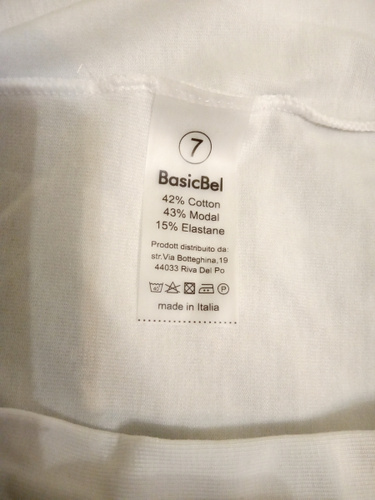 7
BasicBel
42% Cotton
43% Modal
15% Elastane
Prodott distribuito da:
str.Via Botteghina,19
44033 Riva Del Po
P
made in Italia